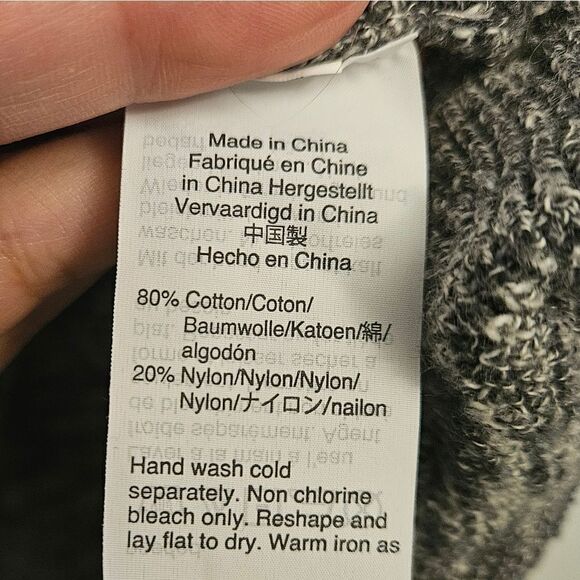 Made in China
Fabriqué en Chine
in China Hergestellt
Vervaardigd in China
中国製
Hecho en China
80% Cotton/Coton/
Baumwolle/Katoen/綿/
algodón
20% Nylon/Nylon/Nylon/
Nylon/ナイロン/nailon
Hand wash cold
separately. Non chlorine
bleach only. Reshape and
lay flat to dry. Warm iron as